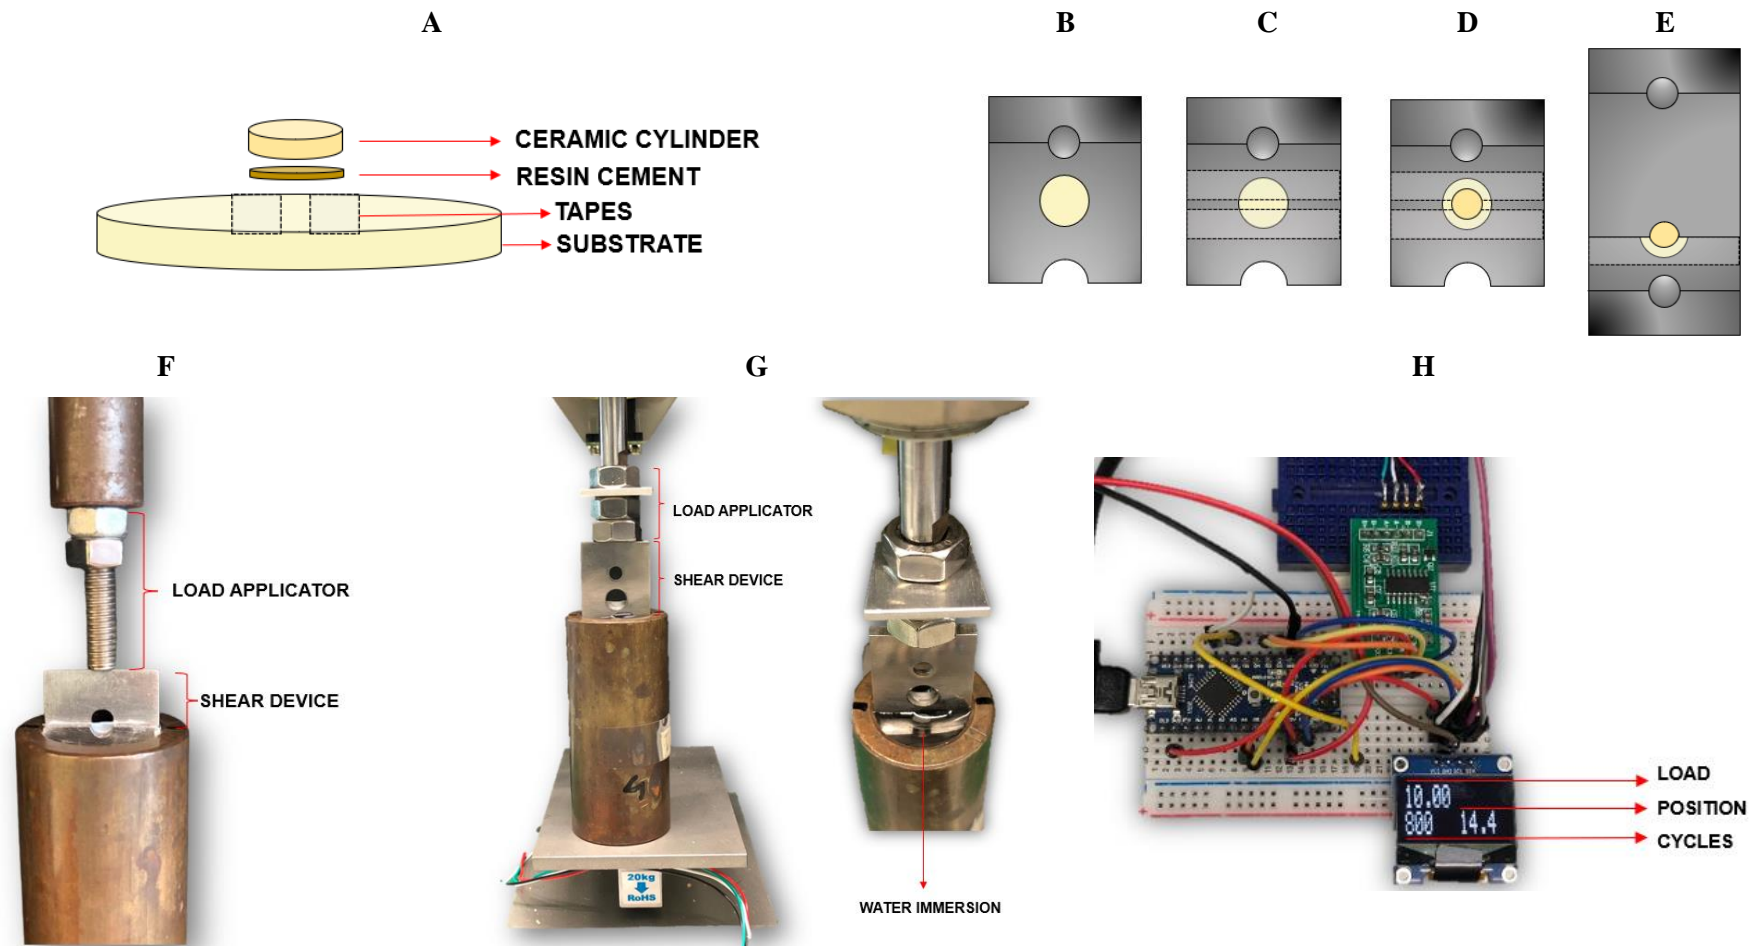 A
B
C
D
E
CERAMIC CYLINDER
RESIN CEMENT
TAPES
SUBSTRATE
F
G
H
LOAD APPLICATOR
SHEAR DEVICE
LOAD APPLICATOR
SHEAR DEVICE
20kg
RoHS
WATER IMMERSION
10.00
800 14.4
LOAD
POSITION
CYCLES